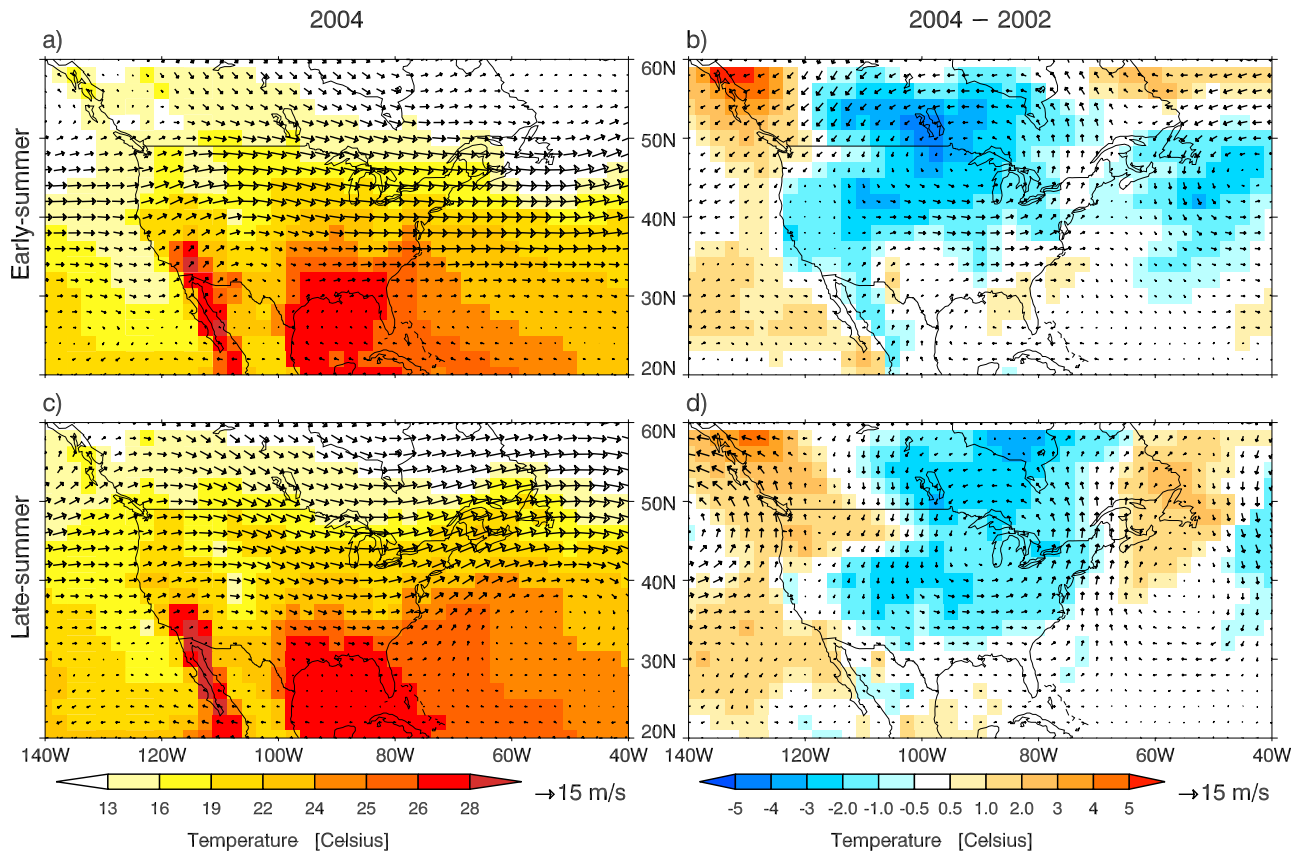 2004
2004 − 2002
a)
b)
Early-summer
60N
50N
40N
30N
20N
c)
d)
Late-summer
60N
50N
40N
30N
20N
140W 120W 100W 80W 60W 40W
140W 120W 100W 80W 60W 40W
13 16 19 22 24 25 26 28
15 m/s
-5 -4 -3 -2.0 -1.0 -0.5 0.5 1.0 2.0 3 4 5
15 m/s
Temperature [Celsius]
Temperature [Celsius]